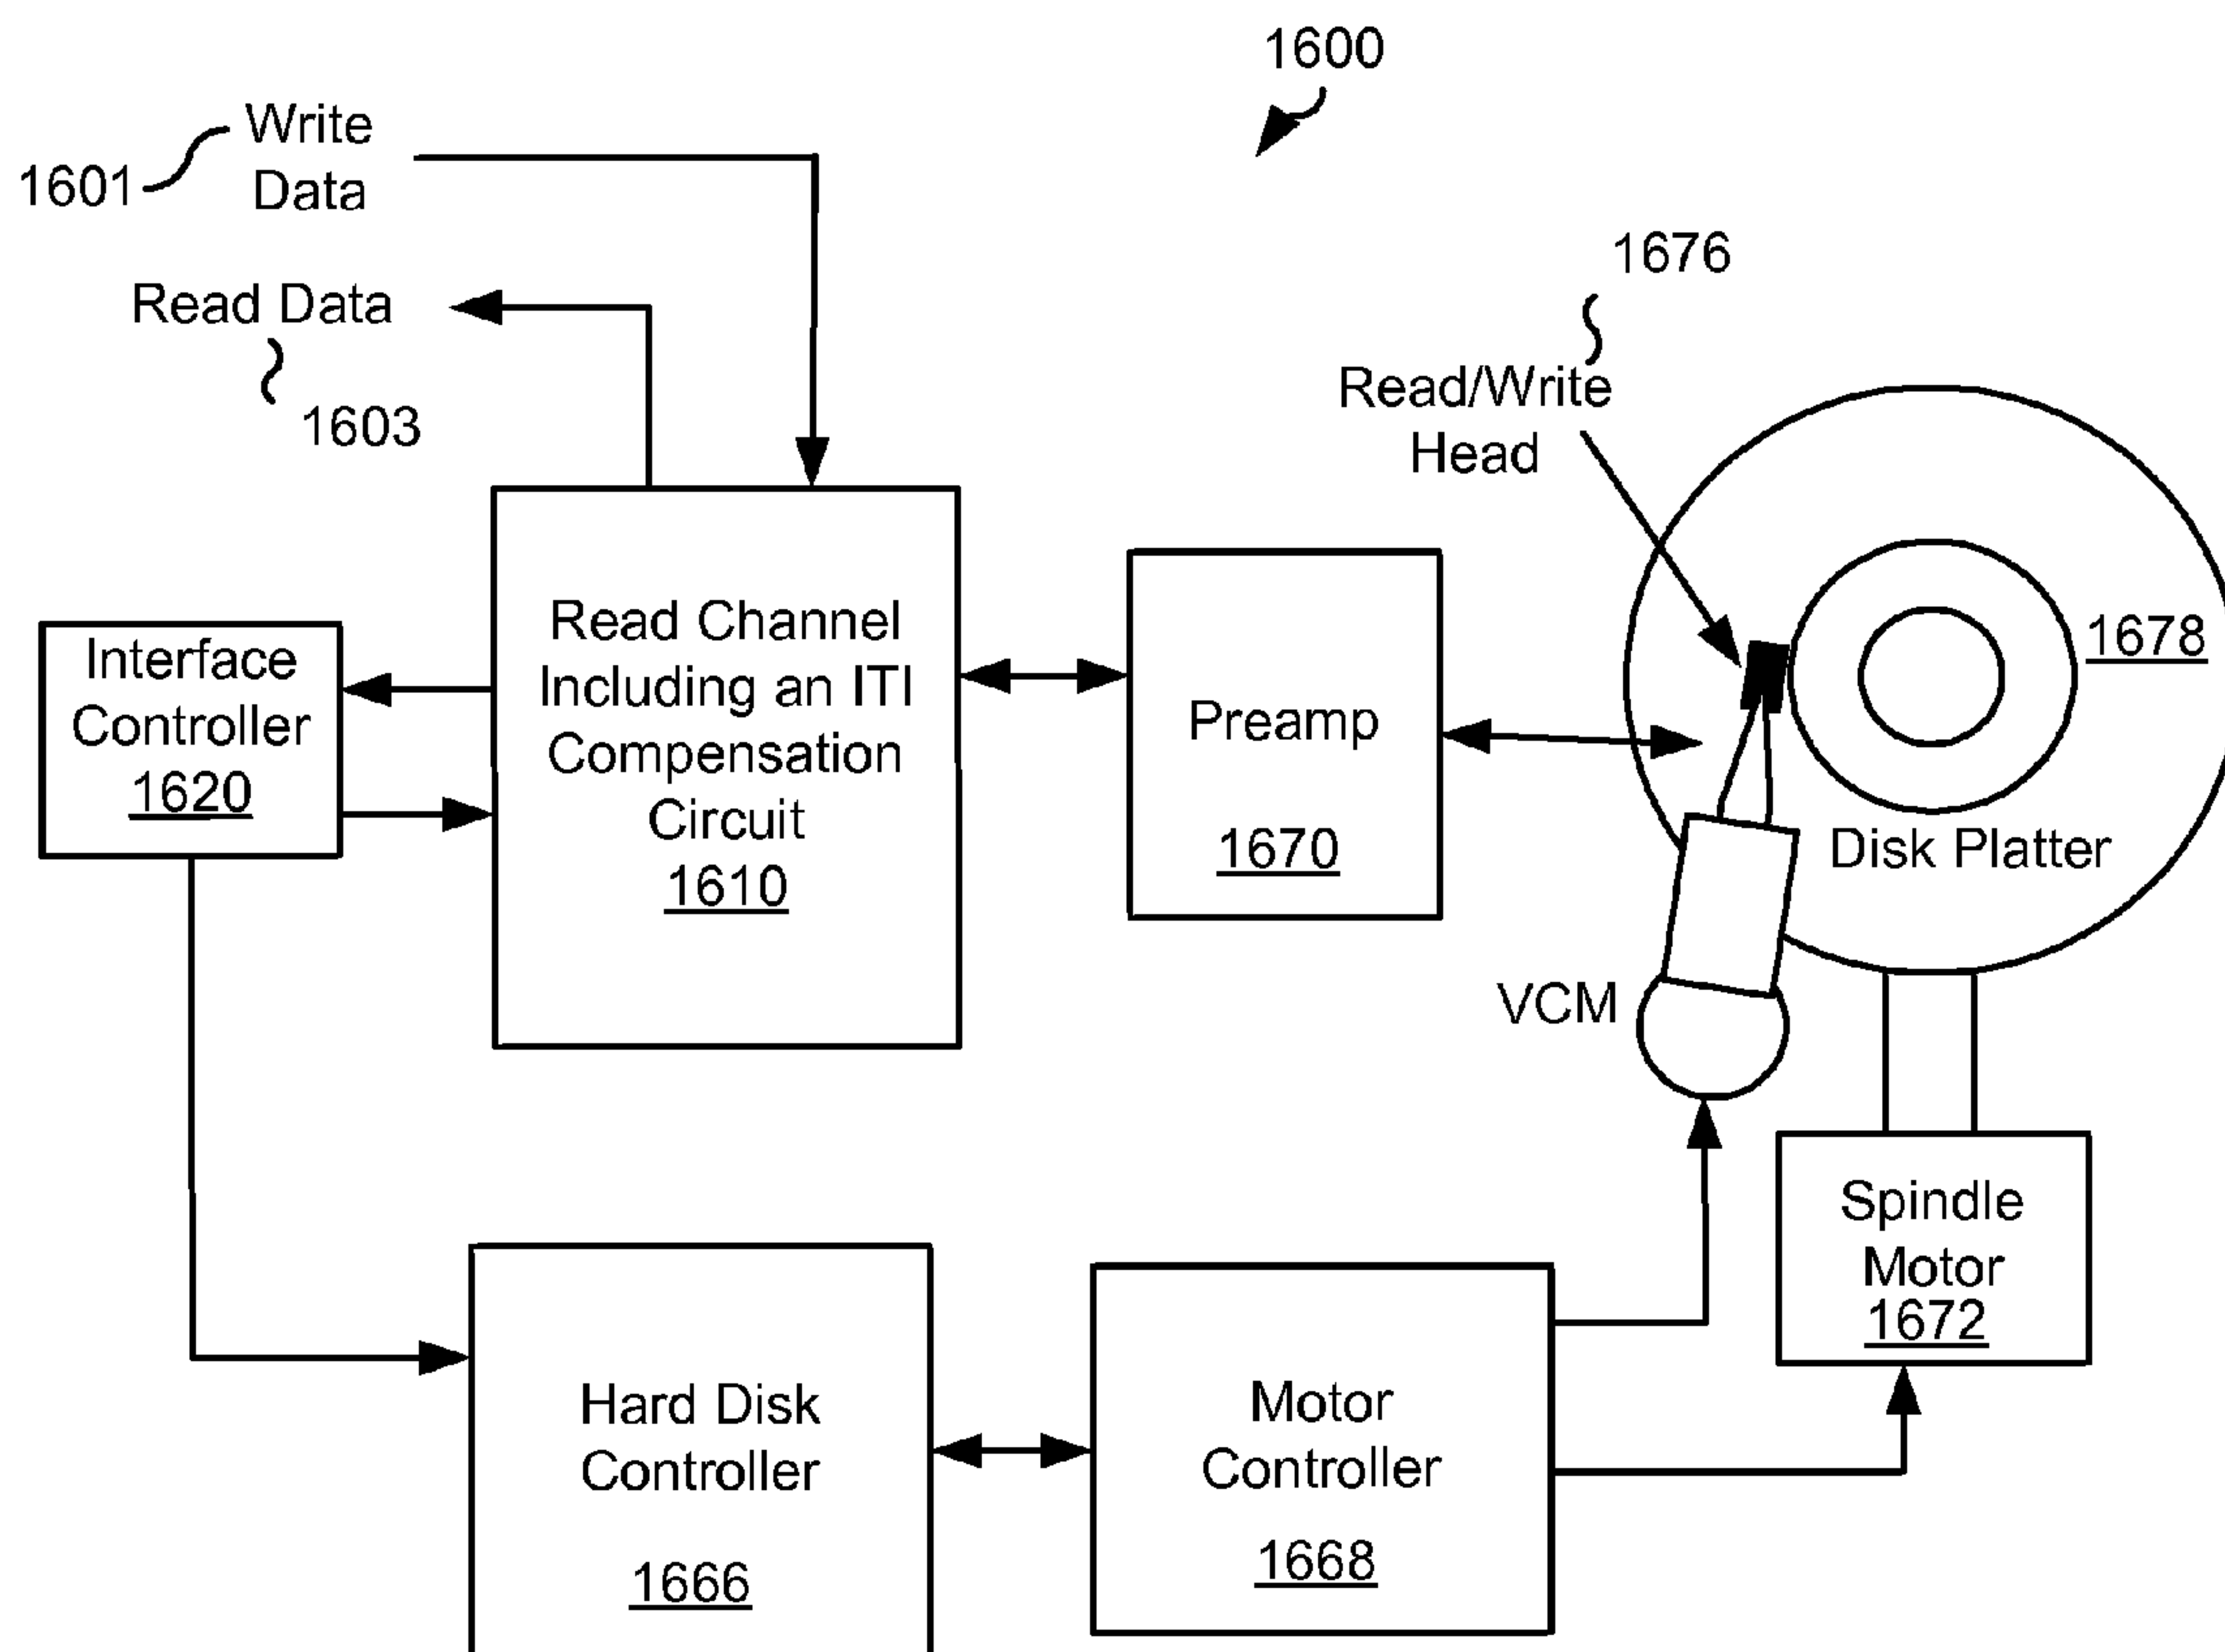 1600
Write
Data
1601
Read Data
1603
1676
Read/Write
Head
Interface
Controller
1620
Read Channel
Including an ITI
Compensation
Circuit
1610
Preamp
1670
1678
Disk Platter
VCM
Spindle
Motor
1672
Hard Disk
Controller
1666
Motor
Controller
1668